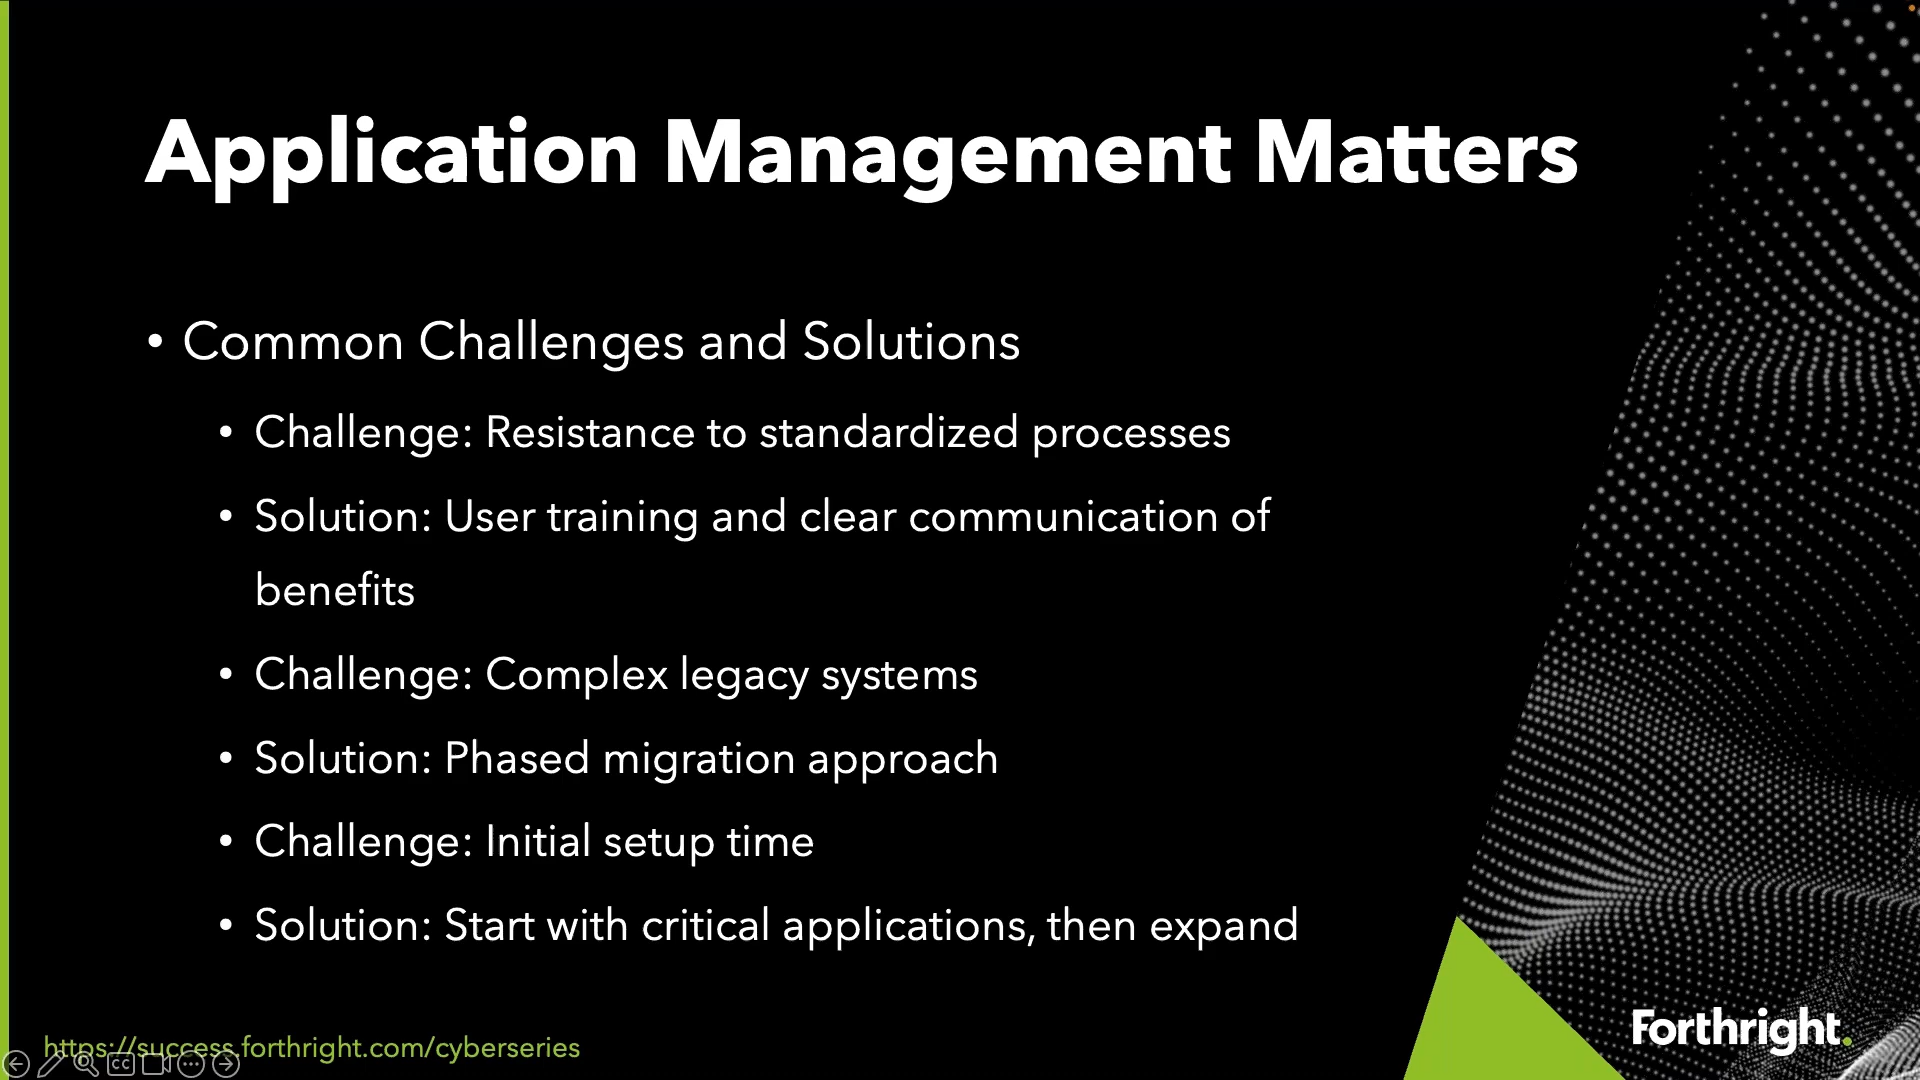 Application Management Matters
• Common Challenges and Solutions
• Challenge: Resistance to standardized processes
• Solution: User training and clear communication of
benefits
• Challenge: Complex legacy systems
• Solution: Phased migration approach
• Challenge: Initial setup time
• Solution: Start with critical applications, then expand
https://success.forthright.com/cyberseries
CC
Forthright.